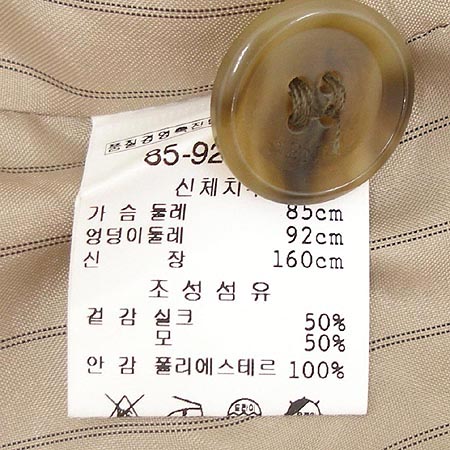 85-92
신체치
가 슴 둘레 85cm
엉덩이둘레 92cm
신 장 160cm
조 성 섬 유
겉 감 실크 50%
모 50%
안 감 폴리에스테르 100%